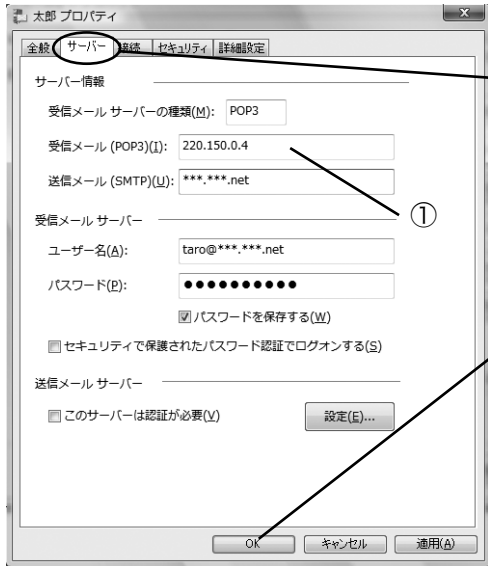 太郎 プロパティ
全般 サーバー 接続 セキュリティ 詳細設定
サーバー情報
受信メール サーバーの種類(M): POP3
受信メール (POP3)(I): 220.150.0.4
送信メール (SMTP)(U): ***.***.net
①
受信メール サーバー
ユーザー名(A): taro@***.***.net
パスワード(P): ●●●●●●●●●●
パスワードを保存する(W)
セキュリティで保護されたパスワード認証でログオンする(S)
送信メール サーバー
このサーバーは認証が必要(V) 設定(E)...
OK キャンセル 適用(A)